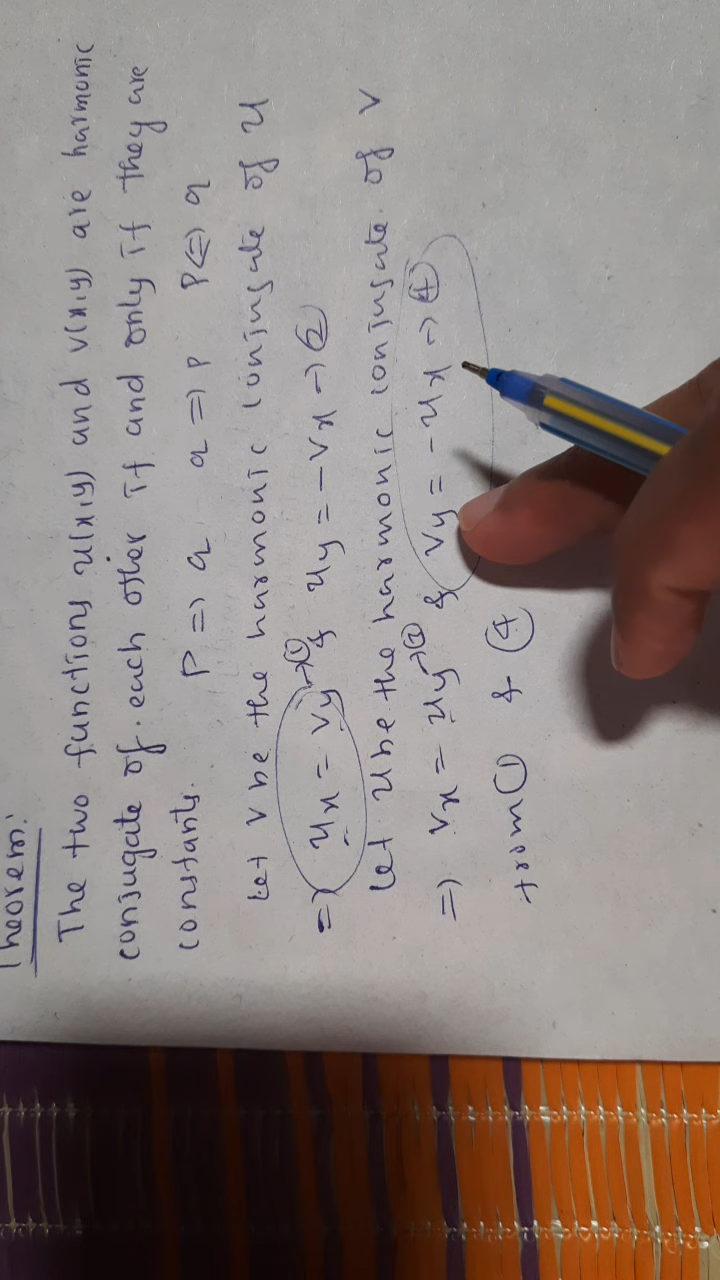 Theorem:
The two functions u(x,y) and v(x,y) are harmonic
conjugate of each other if and only if they are
constants.
P => q q => P P <=> q
Let v be the harmonic conjugate of u
=> ux = vy → ① & uy = -vx → ②
Let u be the harmonic conjugate of v
=> vx = uy → ③ & vy = -ux → ④
from ① & ④